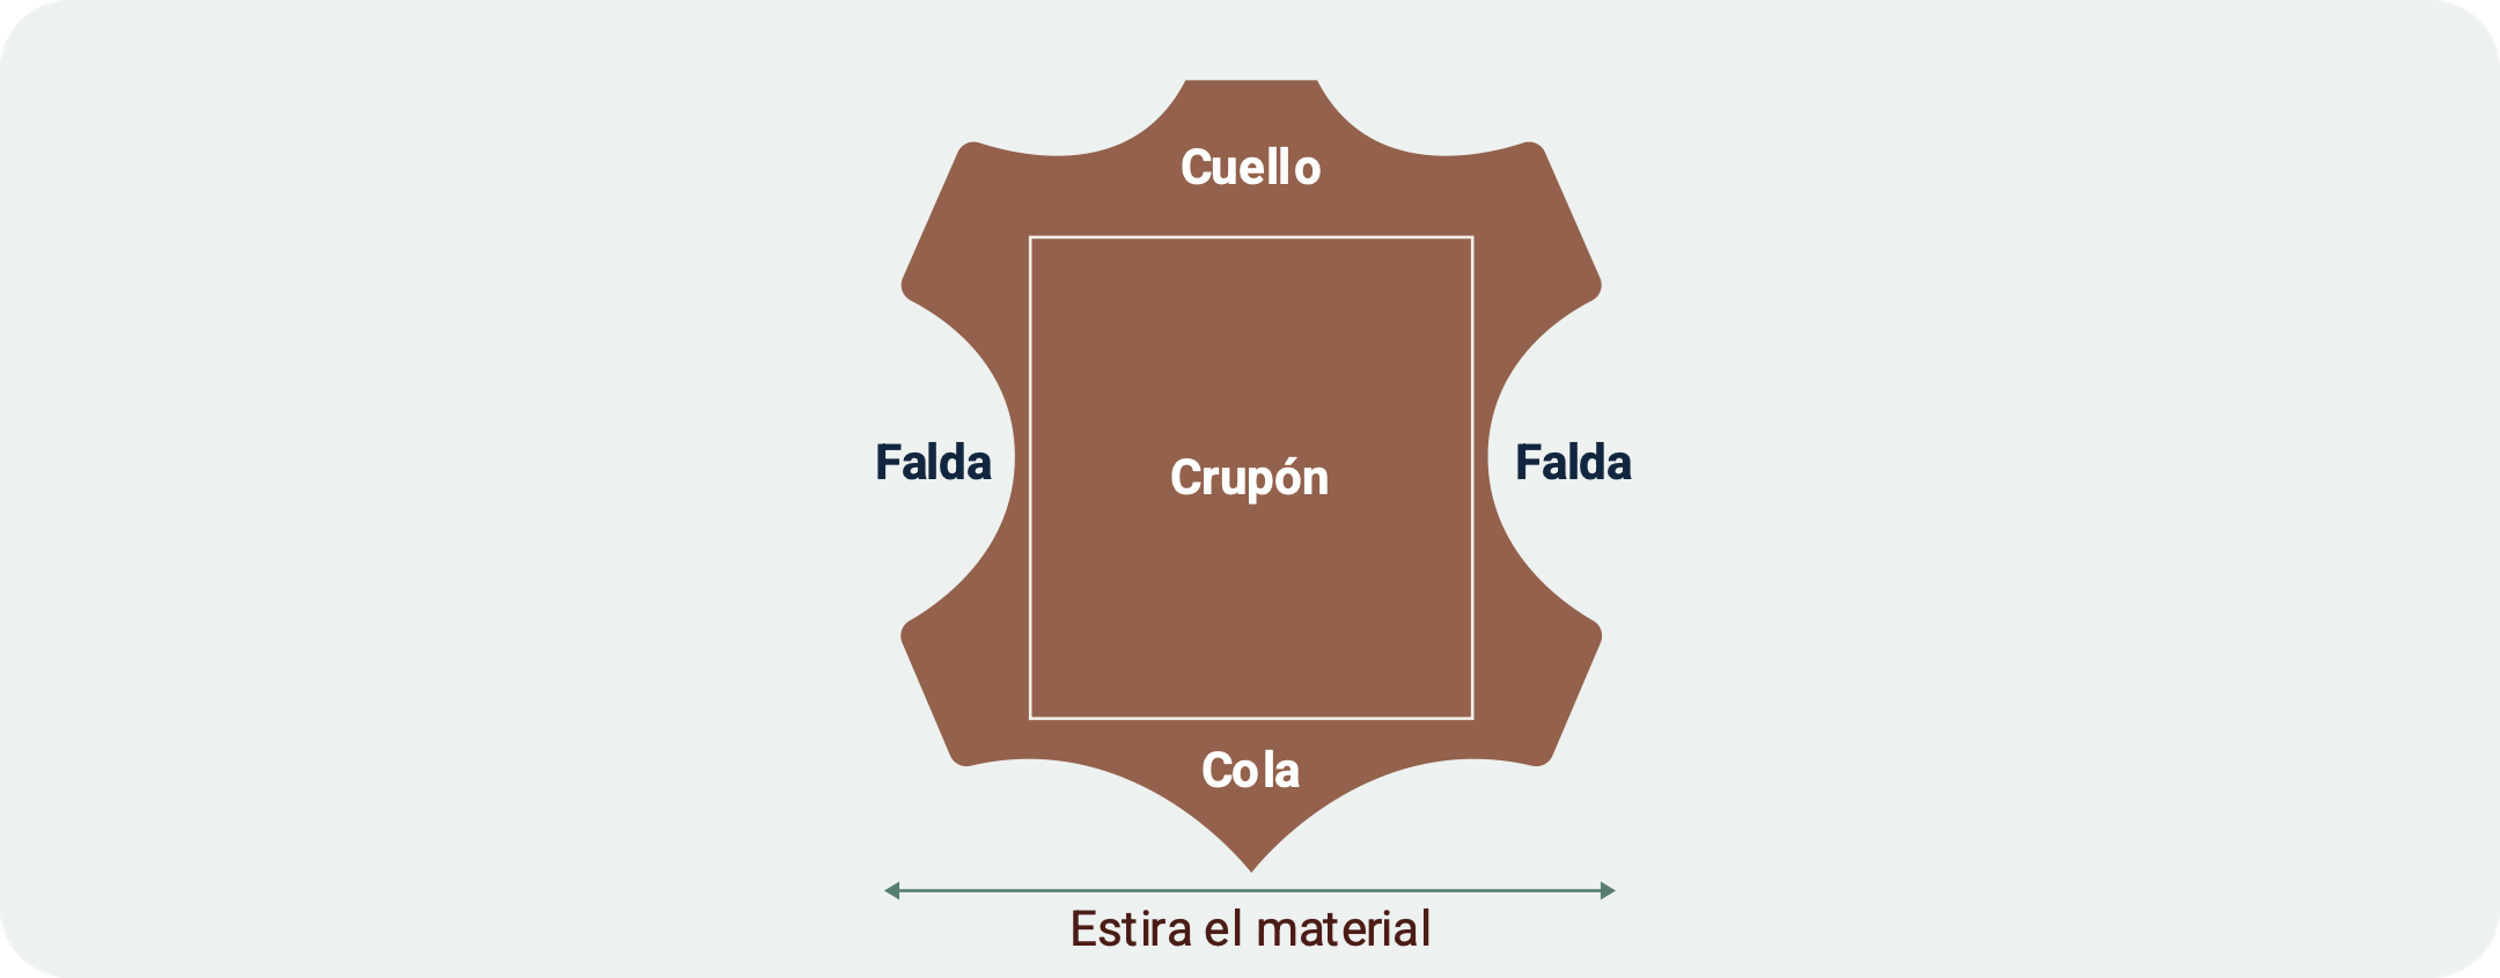 Cuello
Falda
Falda
Crupón
Cola
Estira el material